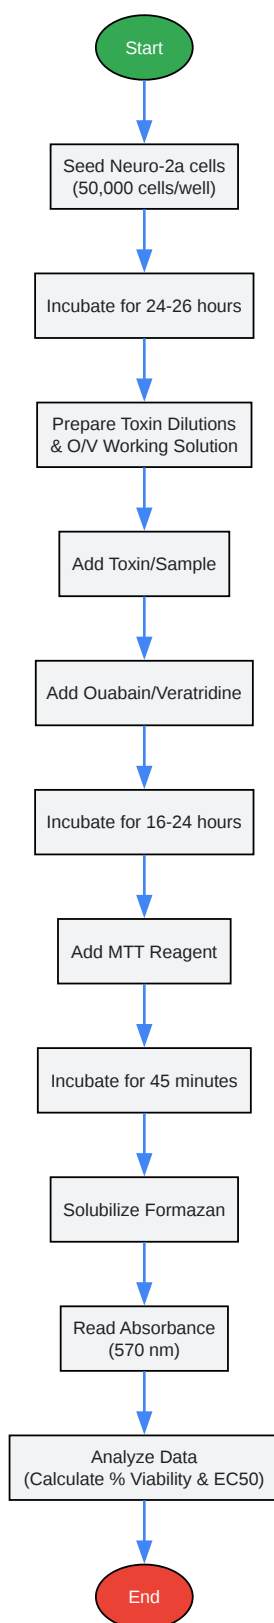 Start
Seed Neuro-2a cells
(50,000 cells/well)
Incubate for 24-26 hours
Prepare Toxin Dilutions
& O/V Working Solution
Add Toxin/Sample
Add Ouabain/Veratridine
Incubate for 16-24 hours
Add MTT Reagent
Incubate for 45 minutes
Solubilize Formazan
Read Absorbance
(570 nm)
Analyze Data
(Calculate % Viability & EC50)
End